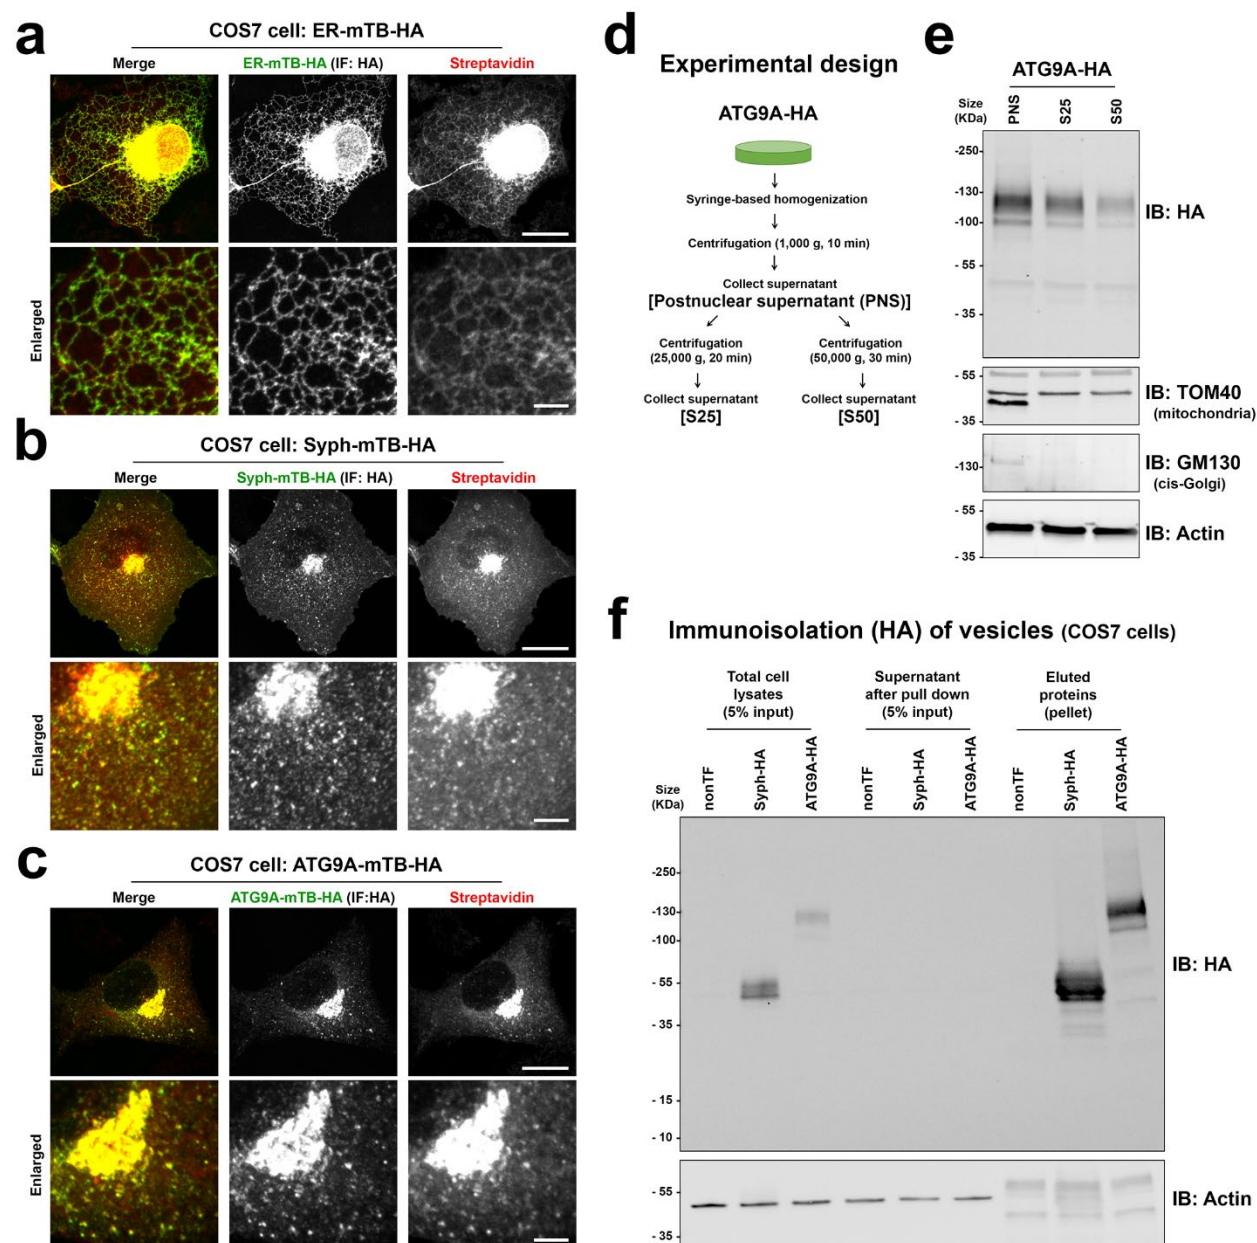 a
COS7 cell: ER-mTB-HA
Merge
ER-mTB-HA (IF: HA)
Streptavidin
Enlarged
b
COS7 cell: Syph-mTB-HA
Merge
Syph-mTB-HA (IF: HA)
Streptavidin
Enlarged
c
COS7 cell: ATG9A-mTB-HA
Merge
ATG9A-mTB-HA (IF:HA)
Streptavidin
Enlarged
d
Experimental design
ATG9A-HA
Syringe-based homogenization
Centrifugation (1,000 g, 10 min)
Collect supernatant
[Postnuclear supernatant (PNS)]
Centrifugation
(25,000 g, 20 min)
Collect supernatant
[S25]
Centrifugation
(50,000 g, 30 min)
Collect supernatant
[S50]
e
ATG9A-HA
Size
(KDa)
PNS
S25
S50
-250-
-130-
-100-
- 55 -
- 35 -
IB: HA
- 55 -
- 35 -
IB: TOM40
(mitochondria)
-130-
IB: GM130
(cis-Golgi)
- 55 -
- 35 -
IB: Actin
f
Immunoisolation (HA) of vesicles (COS7 cells)
Total cell
lysates
(5% input)
Supernatant
after pull down
(5% input)
Eluted
proteins
(pellet)
Size
(KDa)
nonTF
Syph-HA
ATG9A-HA
nonTF
Syph-HA
ATG9A-HA
nonTF
Syph-HA
ATG9A-HA
-250-
-130-
-100-
- 55 -
- 35 -
- 15 -
- 10 -
IB: HA
- 55 -
- 35 -
IB: Actin